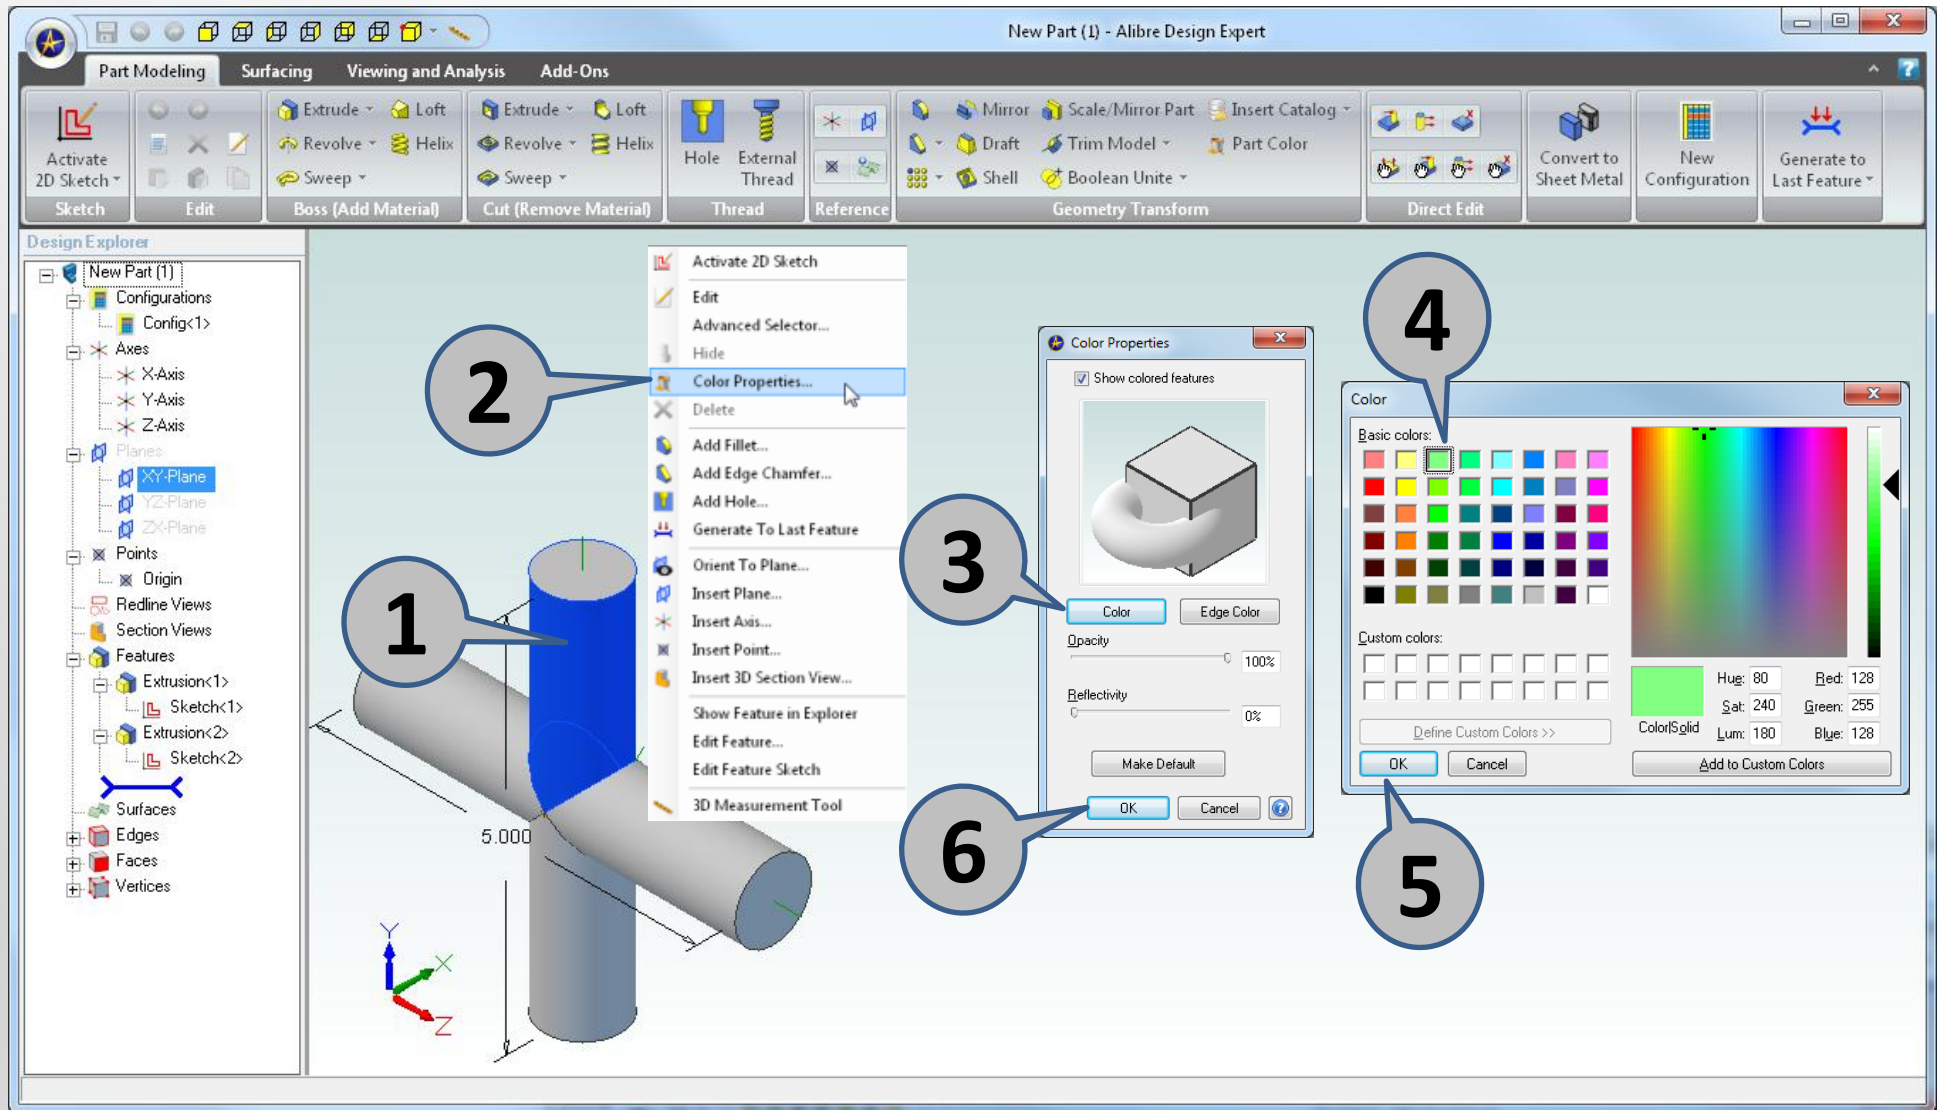 New Part (1) - Alibre Design Expert
Part Modeling Surfacing Viewing and Analysis Add-Ons
Activate
2D Sketch
Sketch
Edit
Extrude Loft
Revolve Helix
Sweep
Boss (Add Material)
Extrude Loft
Revolve Helix
Sweep
Cut (Remove Material)
Hole
External
Thread
Thread
Reference
Mirror Scale/Mirror Part Insert Catalog
Draft Trim Model Part Color
Shell Boolean Unite
Geometry Transform
Direct Edit
Convert to
Sheet Metal
New
Configuration
Generate to
Last Feature
Design Explorer
New Part (1)
Configurations
Config<1>
Axes
X-Axis
Y-Axis
Z-Axis
Planes
XY-Plane
YZ-Plane
ZX-Plane
Points
Origin
Redline Views
Section Views
Features
Extrusion<1>
Sketch<1>
Extrusion<2>
Sketch<2>
Surfaces
Edges
Faces
Vertices
1
5.000
Y
X
Z
2
Activate 2D Sketch
Edit
Advanced Selector...
Hide
Color Properties...
Delete
Add Fillet...
Add Edge Chamfer...
Add Hole...
Generate To Last Feature
Orient To Plane...
Insert Plane...
Insert Axis...
Insert Point...
Insert 3D Section View...
Show Feature in Explorer
Edit Feature...
Edit Feature Sketch
3D Measurement Tool
3
Color Properties
Show colored features
Color Edge Color
Opacity
100%
Reflectivity
0%
Make Default
OK Cancel
6
4
Color
Basic colors:
Custom colors:
Define Custom Colors >>
OK Cancel
Color|Solid
Hue: 80 Red: 128
Sat: 240 Green: 255
Lum: 180 Blue: 128
Add to Custom Colors
5